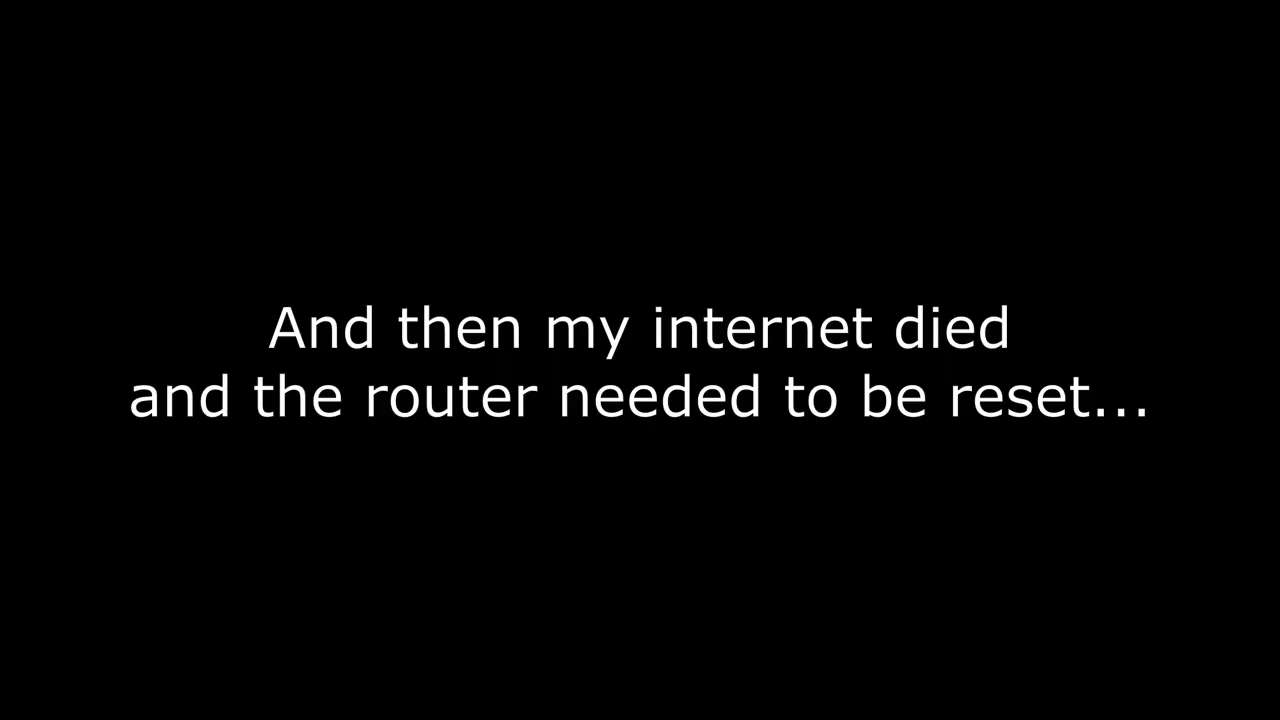 And then my internet died
and the router needed to be reset...